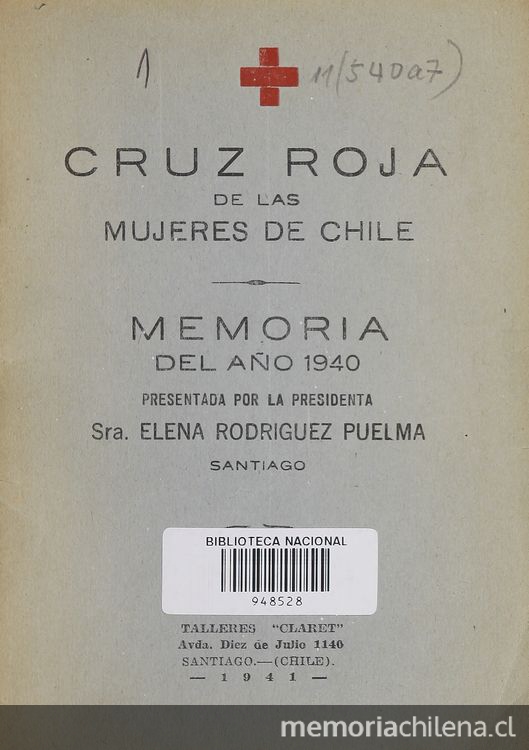 1 11(540a7)
CRUZ ROJA
DE LAS
MUJERES DE CHILE
MEMORIA
DEL AÑO 1940
PRESENTADA POR LA PRESIDENTA
Sra. ELENA RODRIGUEZ PUELMA
SANTIAGO
BIBLIOTECA NACIONAL
948528
TALLERES "CLARET"
Avda. Diez de Julio 1140
SANTIAGO.—(CHILE).
— 1 9 4 1 —
memoriachilena.cl